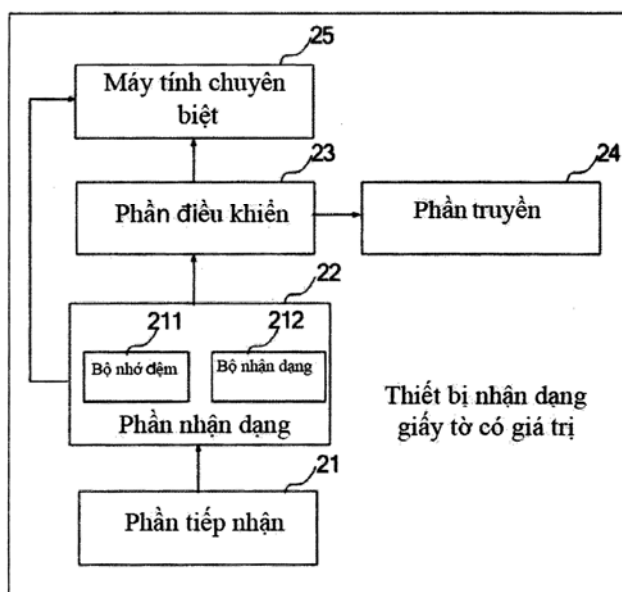 25
Máy tính chuyên
biệt
23
Phần điều khiển
24
Phần truyền
22
211
Bộ nhớ đệm
212
Bộ nhận dạng
Phần nhận dạng
Thiết bị nhận dạng
giấy tờ có giá trị
21
Phần tiếp nhận